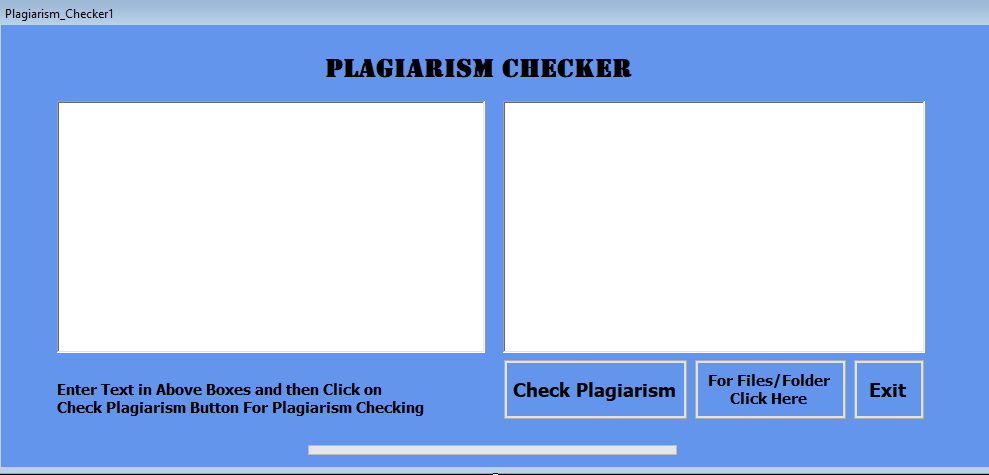 Plagiarism_Checker1
PLAGIARISM CHECKER
Enter Text in Above Boxes and then Click on
Check Plagiarism Button For Plagiarism Checking
Check Plagiarism
For Files/Folder
Click Here
Exit